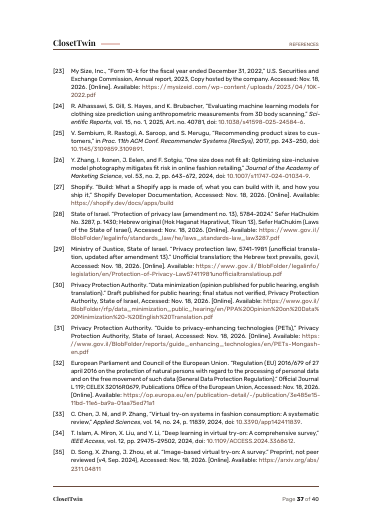 ClosetTwin
REFERENCES
[23] My Size, Inc., "Form 10-k for the fiscal year ended December 31, 2022," U.S. Securities and
Exchange Commission, Annual report, 2023, Copy hosted by the company. Accessed: Nov. 18,
2026. [Online]. Available: https://mysizeid.com/wp-content/uploads/2023/04/10K-
2022.pdf
[24] R. Alhassawi, S. Gill, S. Hayes, and K. Brubacher, "Evaluating machine learning models for
clothing size prediction using anthropometric measurements from 3D body scanning," Sci-
entific Reports, vol. 15, no. 1, 2025, Art. no. 40781, doi: 10.1038/s41598-025-24584-6.
[25] V. Sembium, R. Rastogi, A. Saroop, and S. Merugu, "Recommending product sizes to cus-
tomers," in Proc. 11th ACM Conf. Recommender Systems (RecSys), 2017, pp. 243–250, doi:
10.1145/3109859.3109891.
[26] Y. Zhang, I. Ikonen, J. Eelen, and F. Sotgiu, "One size does not fit all: Optimizing size-inclusive
model photography mitigates fit risk in online fashion retailing," Journal of the Academy of
Marketing Science, vol. 53, no. 2, pp. 643–672, 2024, doi: 10.1007/s11747-024-01034-9.
[27] Shopify. "Build: What a Shopify app is made of, what you can build with it, and how you
ship it," Shopify Developer Documentation, Accessed: Nov. 18, 2026. [Online]. Available:
https://shopify.dev/docs/apps/build
[28] State of Israel. "Protection of privacy law (amendment no. 13), 5784-2024." Sefer HaChukim
No. 3287, p. 1430; Hebrew original (Hok Haganat Hapratiyut, Tikun 13). Sefer HaChukim (Laws
of the State of Israel), Accessed: Nov. 18, 2026. [Online]. Available: https://www.gov.il/
BlobFolder/legalinfo/standards_law/he/laws_standards_law_law3287.pdf
[29] Ministry of Justice, State of Israel. "Privacy protection law, 5741-1981 (unofficial transla-
tion, updated after amendment 13)." Unofficial translation; the Hebrew text prevails, gov.il,
Accessed: Nov. 18, 2026. [Online]. Available: https://www.gov.il/BlobFolder/legalinfo/
legislation/en/Protection-of-Privacy-Law57411981unofficialtranslation.pdf
[30] Privacy Protection Authority. "Data minimization (opinion published for public hearing, english
translation)." Draft published for public hearing; final status not verified, Privacy Protection
Authority, State of Israel, Accessed: Nov. 18, 2026. [Online]. Available: https://www.gov.il/
BlobFolder/rfp/data_minimization_public_hearing/en/PPA%20Opinion%20on%20Data%
20Minimization%20-%20English%20Translation.pdf
[31] Privacy Protection Authority. "Guide to privacy-enhancing technologies (PETs)," Privacy
Protection Authority, State of Israel, Accessed: Nov. 18, 2026. [Online]. Available: https:
//www.gov.il/BlobFolder/reports/guide_enhancing_technologies/en/PETs-Mongash-
en.pdf
[32] European Parliament and Council of the European Union. "Regulation (EU) 2016/679 of 27
april 2016 on the protection of natural persons with regard to the processing of personal data
and on the free movement of such data (General Data Protection Regulation)." Official Journal
L 119; CELEX 32016R0679, Publications Office of the European Union, Accessed: Nov. 18, 2026.
[Online]. Available: https://op.europa.eu/en/publication-detail/-/publication/3e485e15-
11bd-11e6-ba9a-01aa75ed71a1
[33] C. Chen, J. Ni, and P. Zhang, "Virtual try-on systems in fashion consumption: A systematic
review," Applied Sciences, vol. 14, no. 24, p. 11839, 2024, doi: 10.3390/app142411839.
[34] T. Islam, A. Miron, X. Liu, and Y. Li, "Deep learning in virtual try-on: A comprehensive survey,"
IEEE Access, vol. 12, pp. 29475–29502, 2024, doi: 10.1109/ACCESS.2024.3368612.
[35] D. Song, X. Zhang, J. Zhou, et al. "Image-based virtual try-on: A survey." Preprint, not peer
reviewed (v4, Sep. 2024), Accessed: Nov. 18, 2026. [Online]. Available: https://arxiv.org/abs/
2311.04811
ClosetTwin
Page 37 of 40